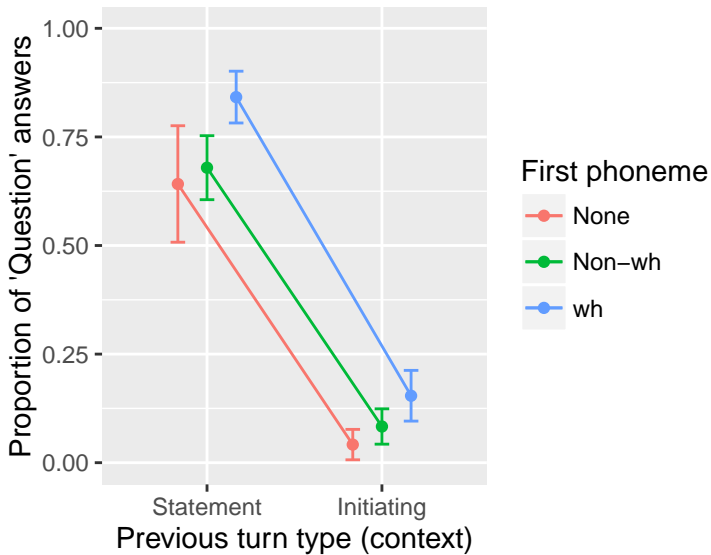 Proportion of 'Question' answers
1.00
0.75
0.50
0.25
0.00
Statement
Initiating
Previous turn type (context)
First phoneme
None
Non−wh
wh